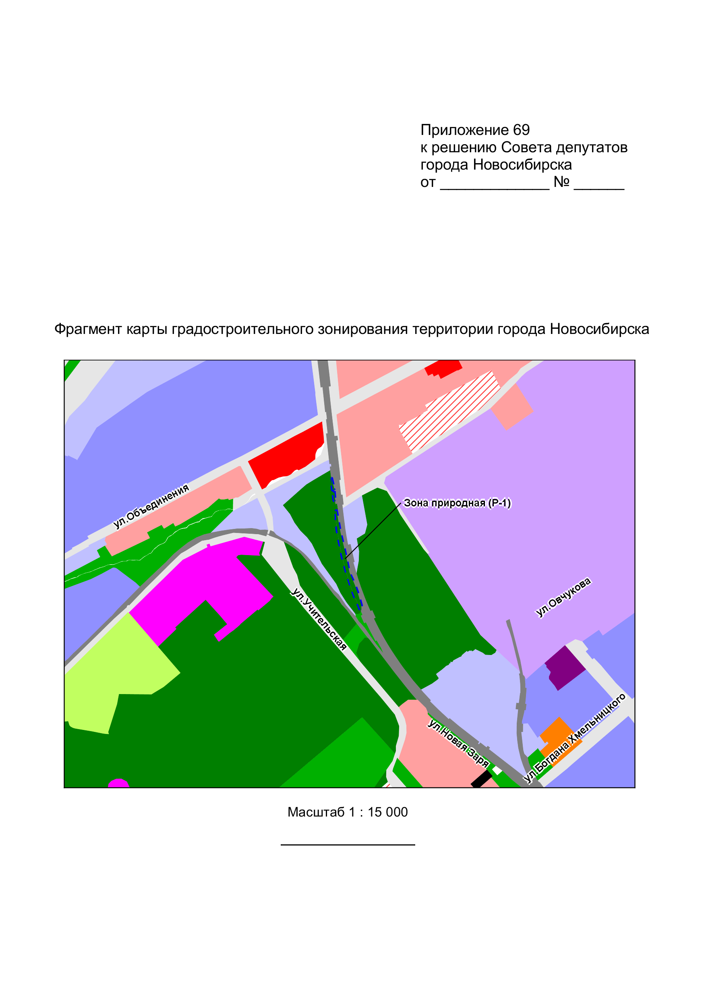 Приложение 69
к решению Совета депутатов
города Новосибирска
от _____________ № ______
Фрагмент карты градостроительного зонирования территории города Новосибирска
ул.Объединения
Зона природная (Р-1)
ул.Овчукова
ул.Учительская
ул.Богдана Хмельницкого
ул.Новая Заря
Масштаб 1 : 15 000